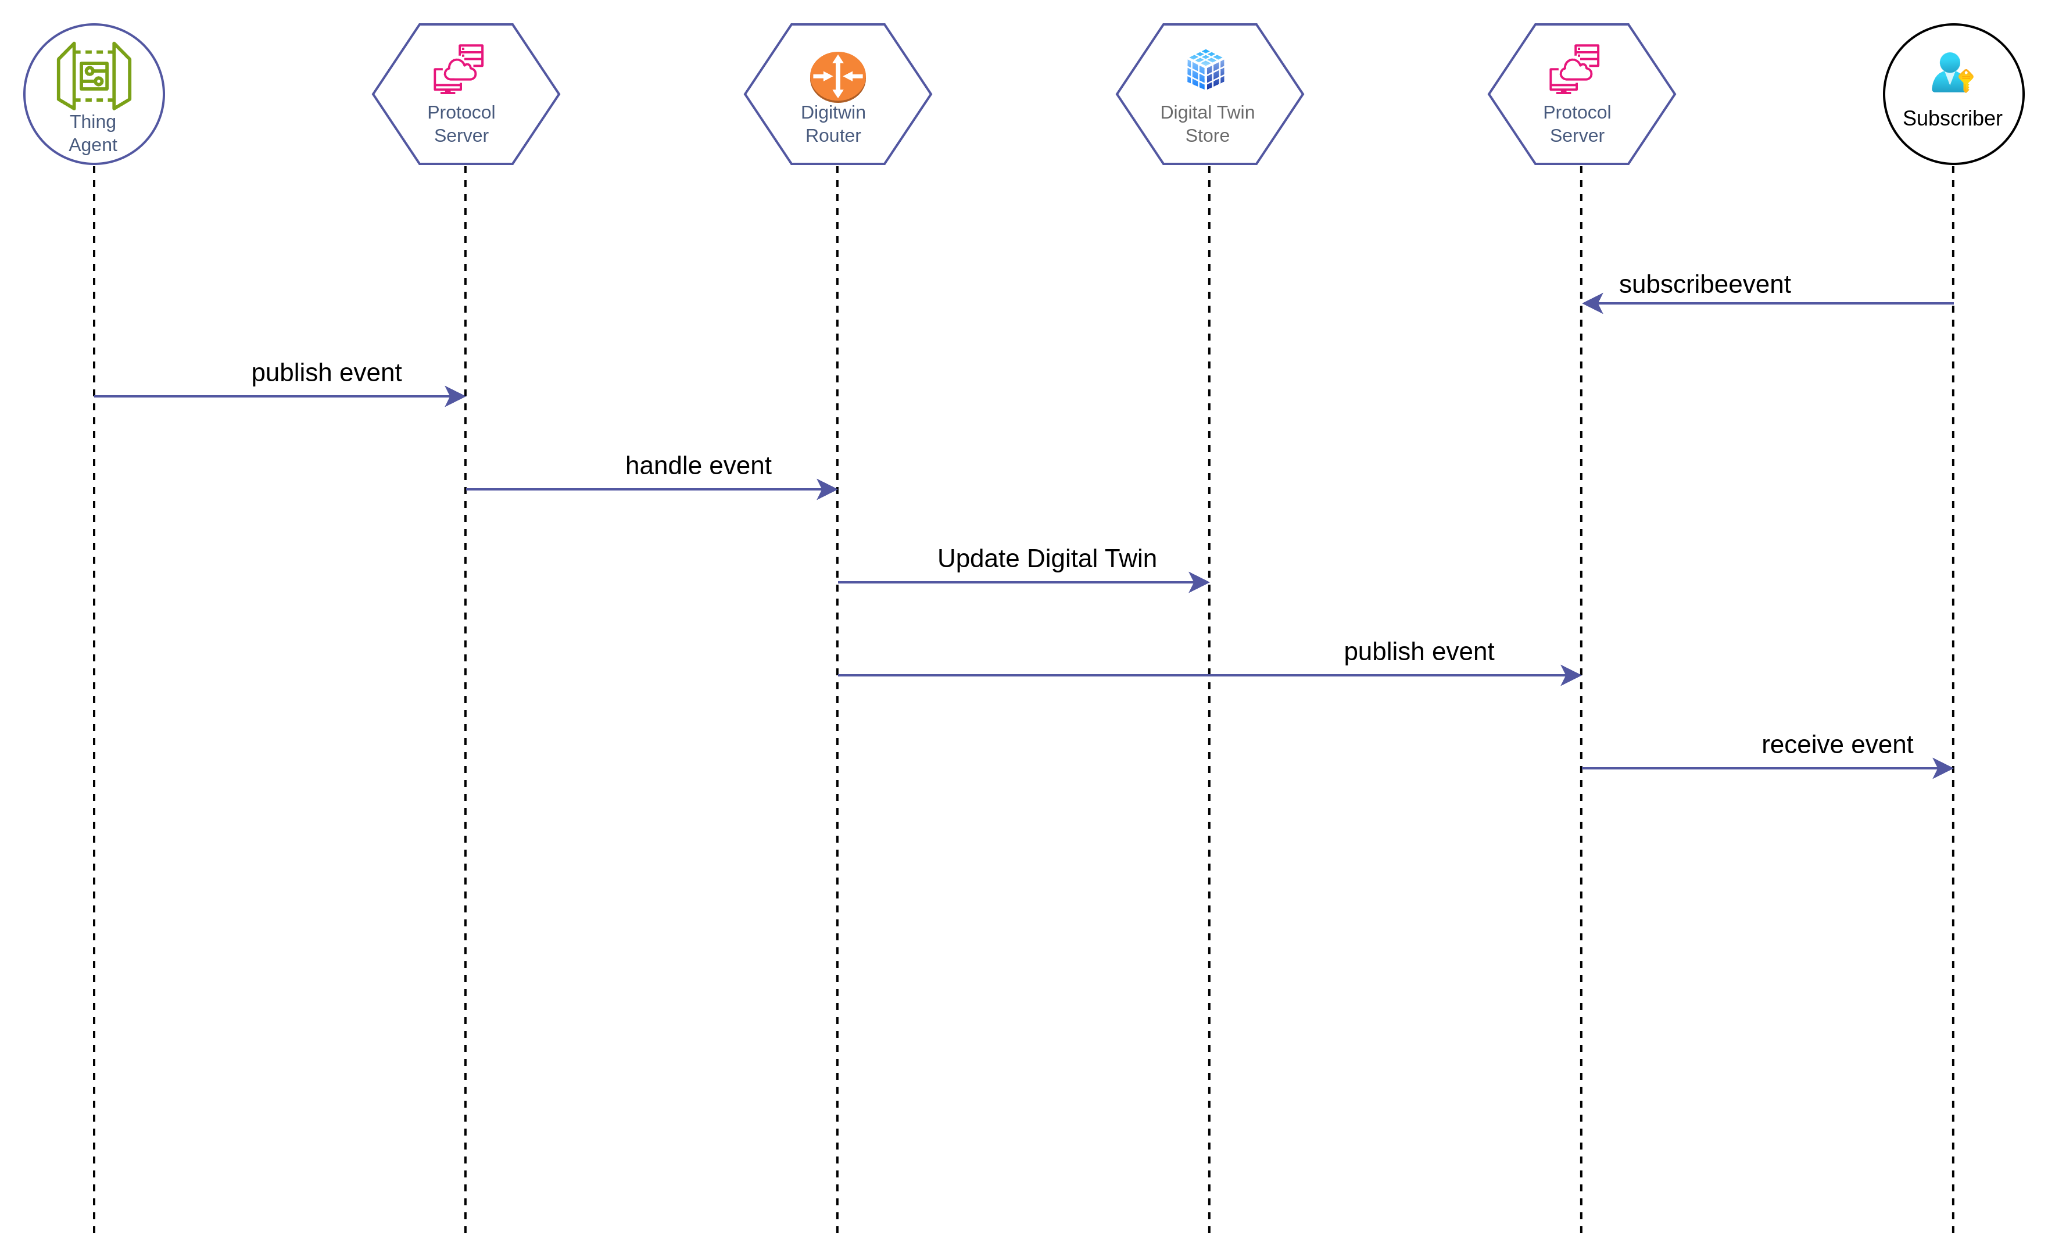 Thing
Agent
Protocol
Server
Digitwin
Router
Digital Twin
Store
Protocol
Server
Subscriber
subscribeevent
publish event
handle event
Update Digital Twin
publish event
receive event